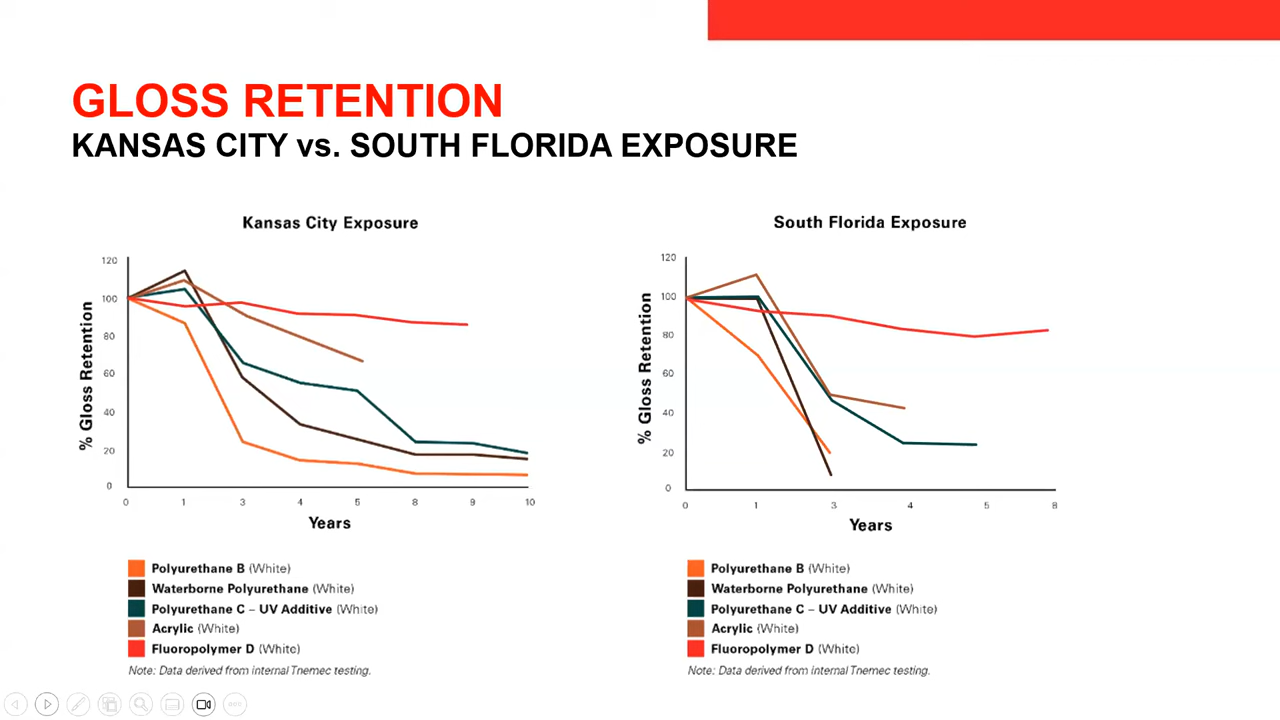 GLOSS RETENTION
KANSAS CITY vs. SOUTH FLORIDA EXPOSURE
Kansas City Exposure
% Gloss Retention
120
100
80
60
40
20
0
0 1 3 4 5 8 9 10
Years
Polyurethane B (White)
Waterborne Polyurethane (White)
Polyurethane C – UV Additive (White)
Acrylic (White)
Fluoropolymer D (White)
Note: Data derived from internal Tnemec testing.
South Florida Exposure
% Gloss Retention
120
100
80
60
40
20
0
0 1 3 4 5 8
Years
Polyurethane B (White)
Waterborne Polyurethane (White)
Polyurethane C – UV Additive (White)
Acrylic (White)
Fluoropolymer D (White)
Note: Data derived from internal Tnemec testing.